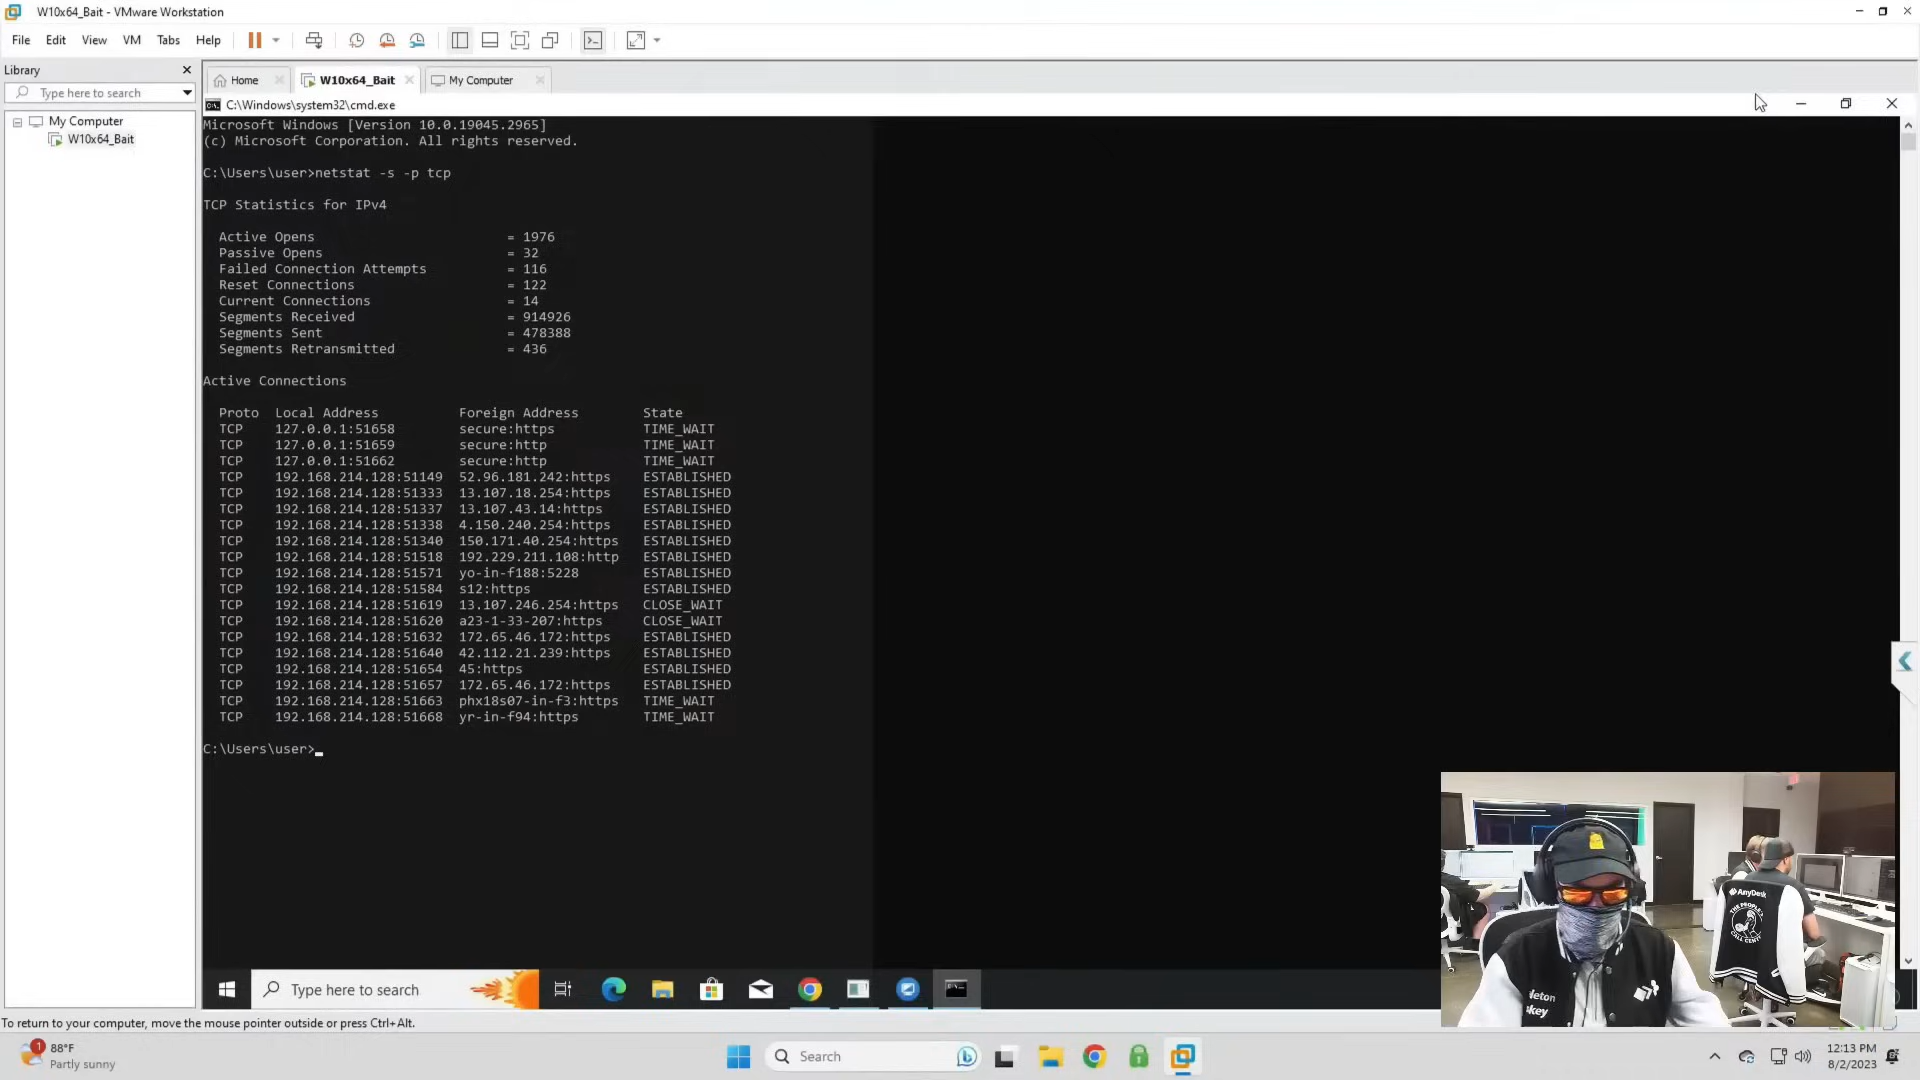 W10x64_Bait - VMware Workstation
File Edit View VM Tabs Help
Library
Type here to search
My Computer
W10x64_Bait
Home
W10x64_Bait
My Computer
C:\Windows\system32\cmd.exe
Microsoft Windows [Version 10.0.19045.2965]
(c) Microsoft Corporation. All rights reserved.
C:\Users\user>netstat -s -p tcp
TCP Statistics for IPv4
Active Opens = 1976
Passive Opens = 32
Failed Connection Attempts = 116
Reset Connections = 122
Current Connections = 14
Segments Received = 914926
Segments Sent = 478388
Segments Retransmitted = 436
Active Connections
Proto Local Address Foreign Address State
TCP 127.0.0.1:51658 secure:https TIME_WAIT
TCP 127.0.0.1:51659 secure:http TIME_WAIT
TCP 127.0.0.1:51662 secure:http TIME_WAIT
TCP 192.168.214.128:51149 52.96.181.242:https ESTABLISHED
TCP 192.168.214.128:51333 13.107.18.254:https ESTABLISHED
TCP 192.168.214.128:51337 13.107.43.14:https ESTABLISHED
TCP 192.168.214.128:51338 4.150.240.254:https ESTABLISHED
TCP 192.168.214.128:51340 150.171.40.254:https ESTABLISHED
TCP 192.168.214.128:51518 192.229.211.108:http ESTABLISHED
TCP 192.168.214.128:51571 yo-in-f188:5228 ESTABLISHED
TCP 192.168.214.128:51584 s12:https ESTABLISHED
TCP 192.168.214.128:51619 13.107.246.254:https CLOSE_WAIT
TCP 192.168.214.128:51620 a23-1-33-207:https CLOSE_WAIT
TCP 192.168.214.128:51632 172.65.46.172:https ESTABLISHED
TCP 192.168.214.128:51640 42.112.21.239:https ESTABLISHED
TCP 192.168.214.128:51654 45:https ESTABLISHED
TCP 192.168.214.128:51657 172.65.46.172:https ESTABLISHED
TCP 192.168.214.128:51663 phx18s07-in-f3:https TIME_WAIT
TCP 192.168.214.128:51668 yr-in-f94:https TIME_WAIT
C:\Users\user>
AnyDesk
THE PEOPLE'S
CALL CENTER
Type here to search
To return to your computer, move the mouse pointer outside or press Ctrl+Alt.
1
88°F
Partly sunny
Search
12:13 PM
8/2/2023